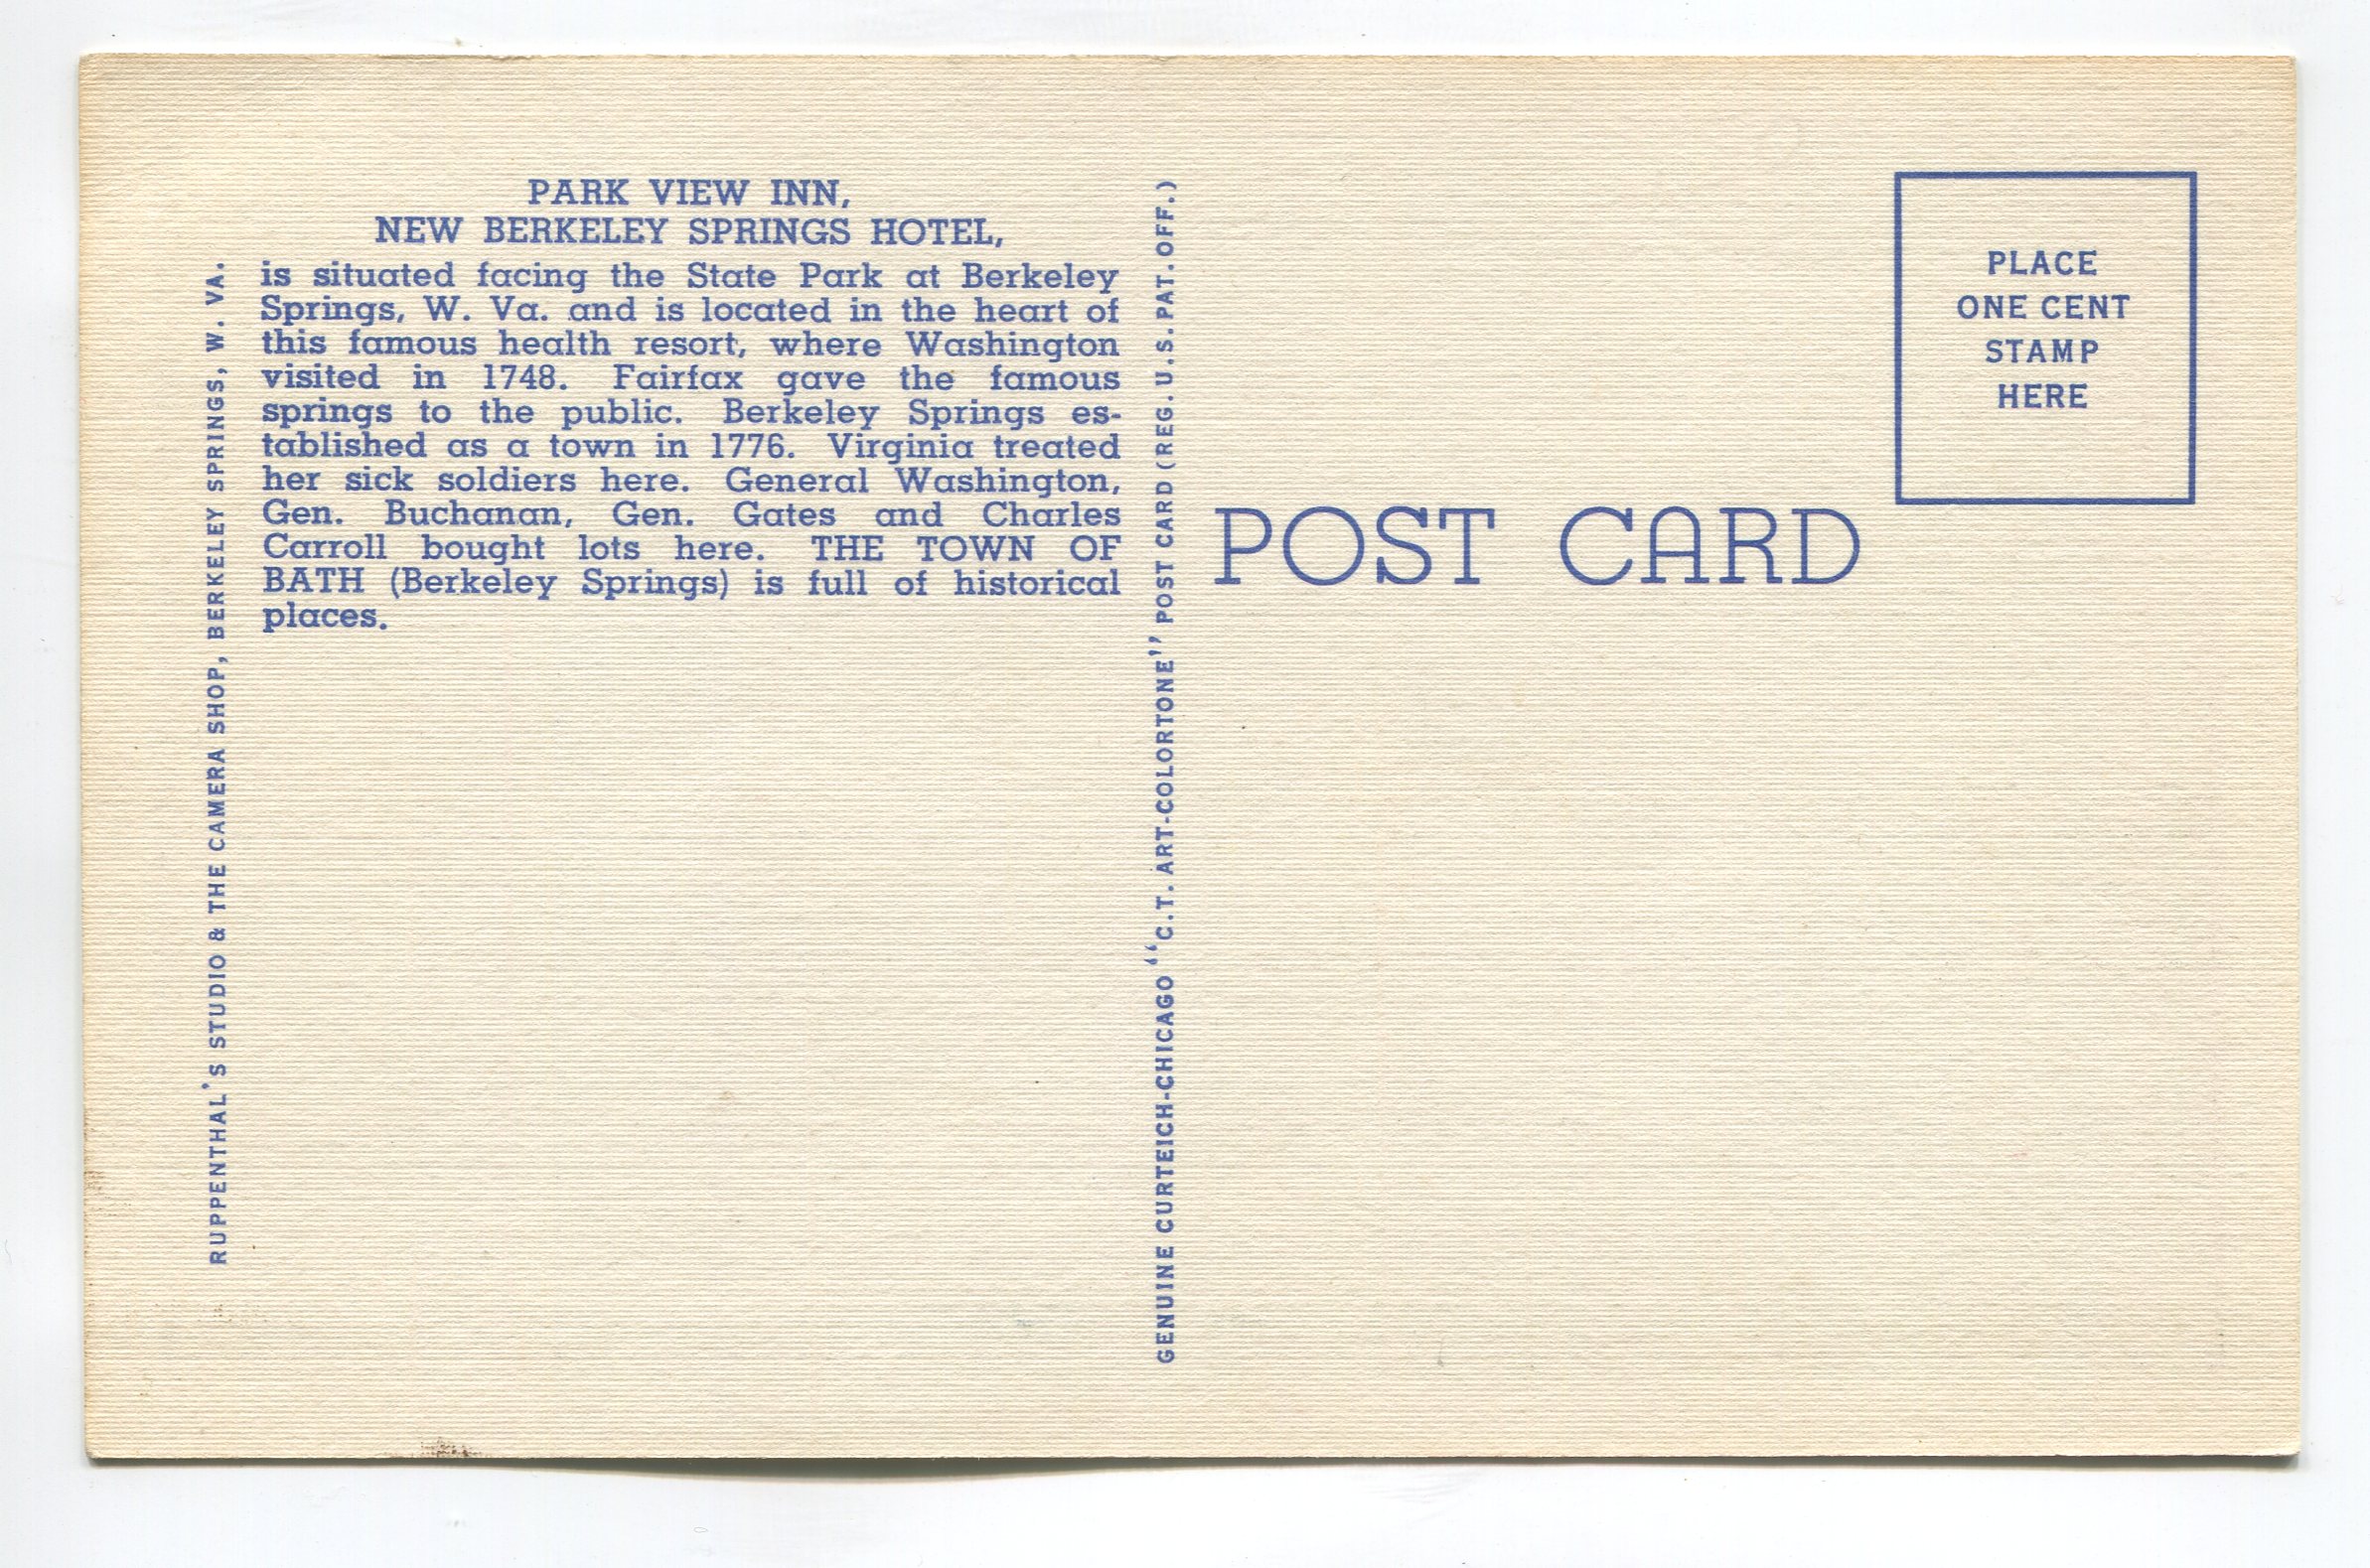 PARK VIEW INN,
NEW BERKELEY SPRINGS HOTEL,
is situated facing the State Park at Berkeley
Springs, W. Va. and is located in the heart of
this famous health resort, where Washington
visited in 1748. Fairfax gave the famous
springs to the public. Berkeley Springs es-
tablished as a town in 1776. Virginia treated
her sick soldiers here. General Washington,
Gen. Buchanan, Gen. Gates and Charles
Carroll bought lots here. THE TOWN OF
BATH (Berkeley Springs) is full of historical
places.
RUPPENTHAL'S STUDIO & THE CAMERA SHOP, BERKELEY SPRINGS, W. VA.
GENUINE CURTEICH-CHICAGO "C.T. ART-COLORTONE" POST CARD (REG. U.S. PAT. OFF.)
POST CARD
PLACE
ONE CENT
STAMP
HERE